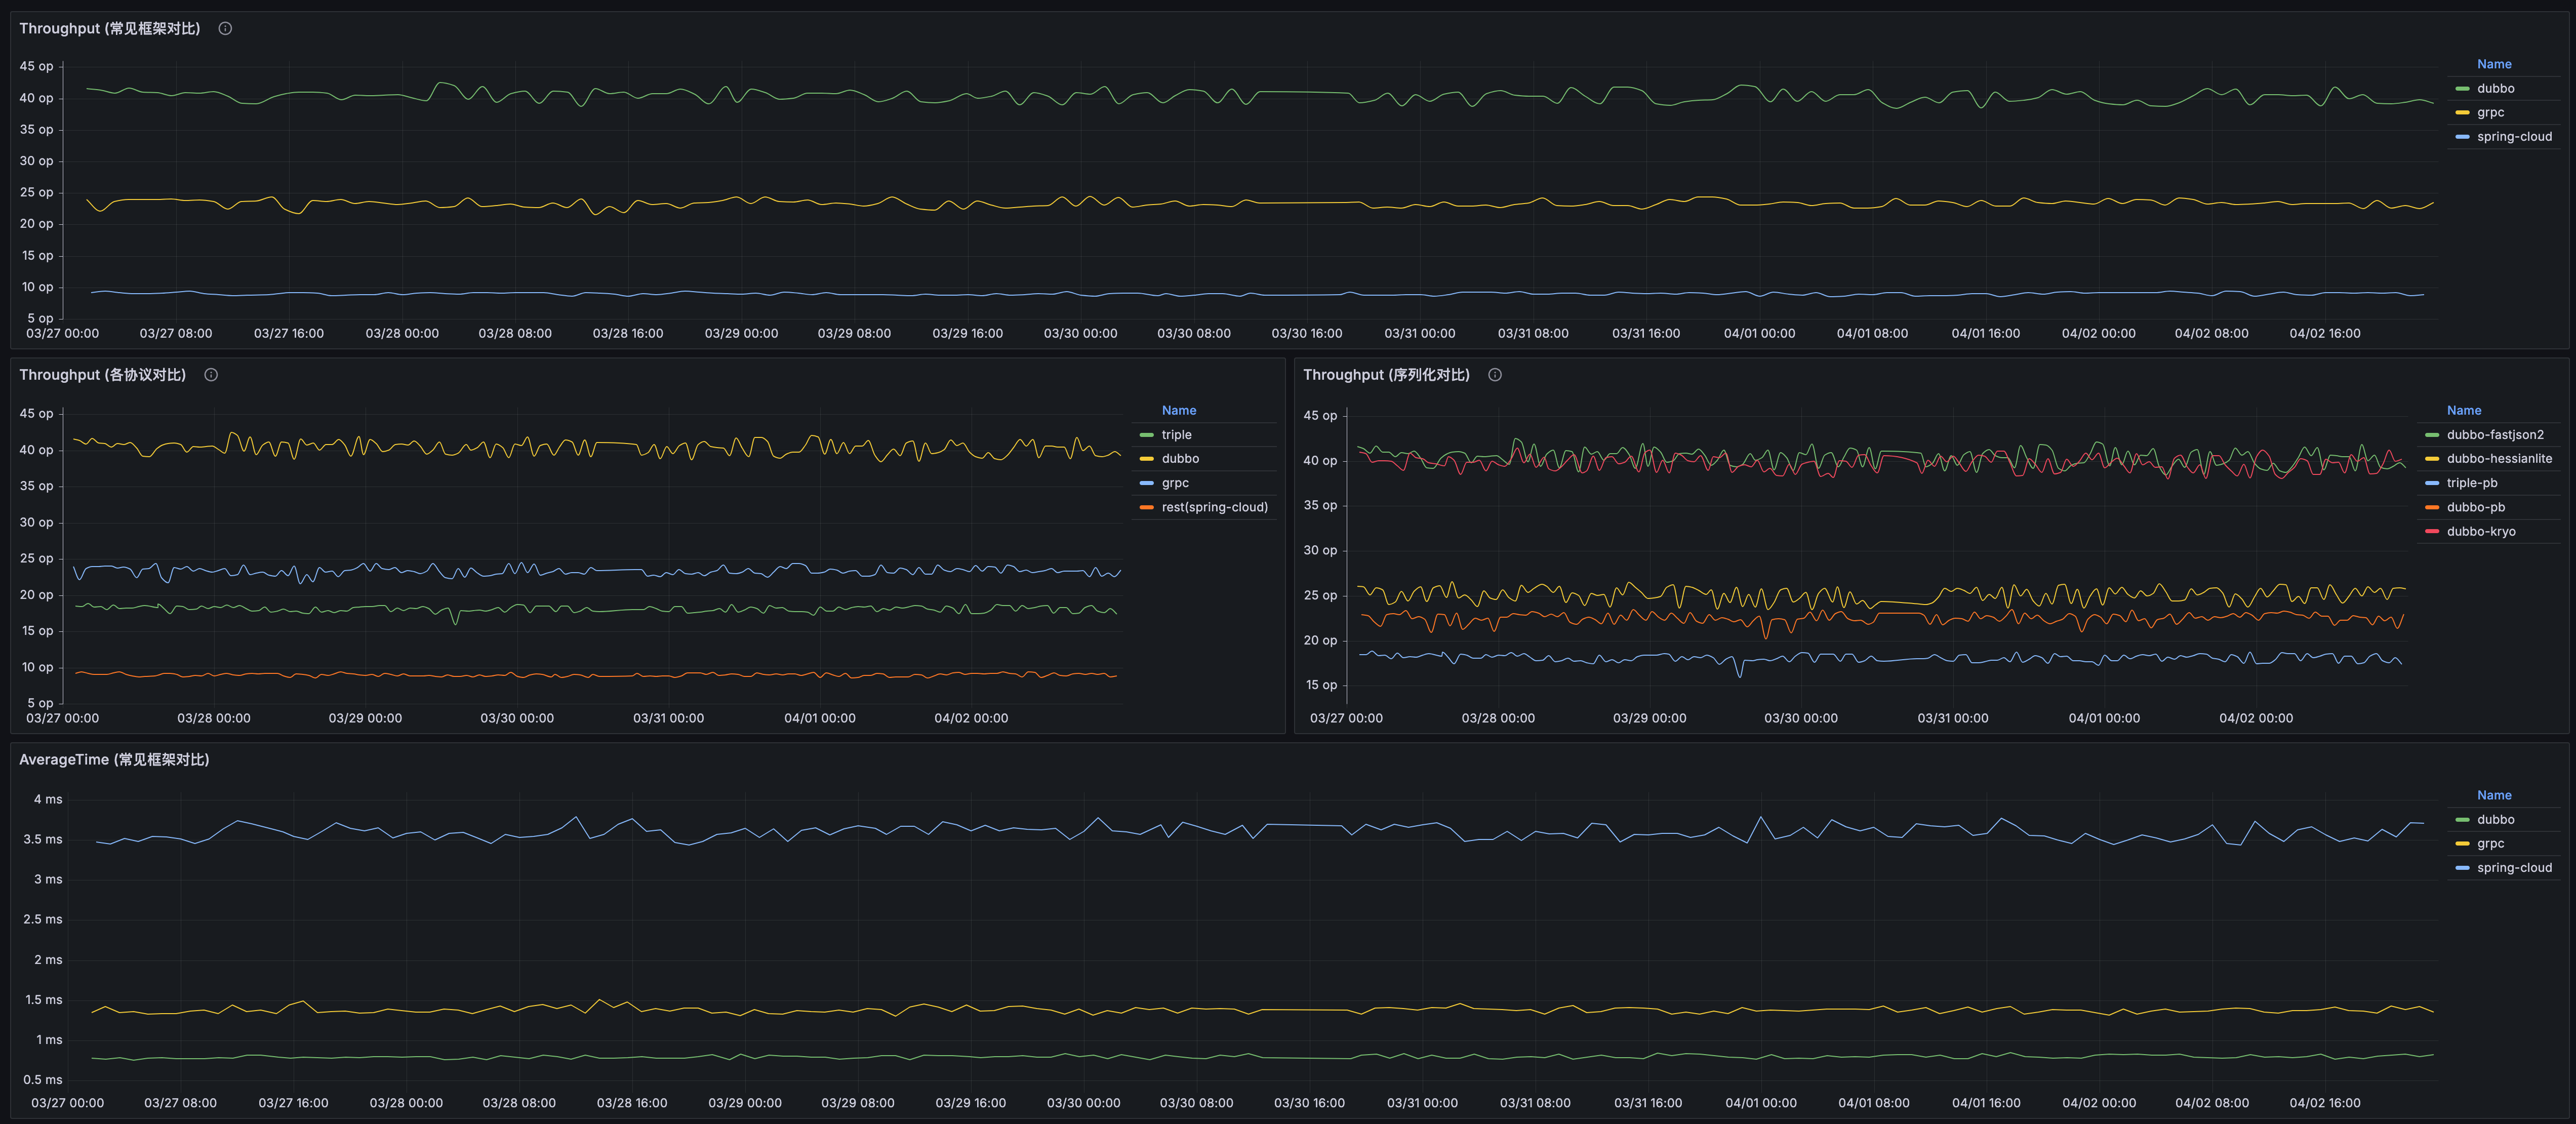 Throughput (常见框架对比)
45 op
40 op
35 op
30 op
25 op
20 op
15 op
10 op
5 op
03/27 00:00 03/27 08:00 03/27 16:00 03/28 00:00 03/28 08:00 03/28 16:00 03/29 00:00 03/29 08:00 03/29 16:00 03/30 00:00 03/30 08:00 03/30 16:00 03/31 00:00 03/31 08:00 03/31 16:00 04/01 00:00 04/01 08:00 04/01 16:00 04/02 00:00 04/02 08:00 04/02 16:00
Name
dubbo
grpc
spring-cloud
Throughput (各协议对比)
45 op
40 op
35 op
30 op
25 op
20 op
15 op
10 op
5 op
03/27 00:00 03/28 00:00 03/29 00:00 03/30 00:00 03/31 00:00 04/01 00:00 04/02 00:00
Name
triple
dubbo
grpc
rest(spring-cloud)
Throughput (序列化对比)
45 op
40 op
35 op
30 op
25 op
20 op
15 op
03/27 00:00 03/28 00:00 03/29 00:00 03/30 00:00 03/31 00:00 04/01 00:00 04/02 00:00
Name
dubbo-fastjson2
dubbo-hessianlite
triple-pb
dubbo-pb
dubbo-kryo
AverageTime (常见框架对比)
4 ms
3.5 ms
3 ms
2.5 ms
2 ms
1.5 ms
1 ms
0.5 ms
03/27 00:00 03/27 08:00 03/27 16:00 03/28 00:00 03/28 08:00 03/28 16:00 03/29 00:00 03/29 08:00 03/29 16:00 03/30 00:00 03/30 08:00 03/30 16:00 03/31 00:00 03/31 08:00 03/31 16:00 04/01 00:00 04/01 08:00 04/01 16:00 04/02 00:00 04/02 08:00 04/02 16:00
Name
dubbo
grpc
spring-cloud